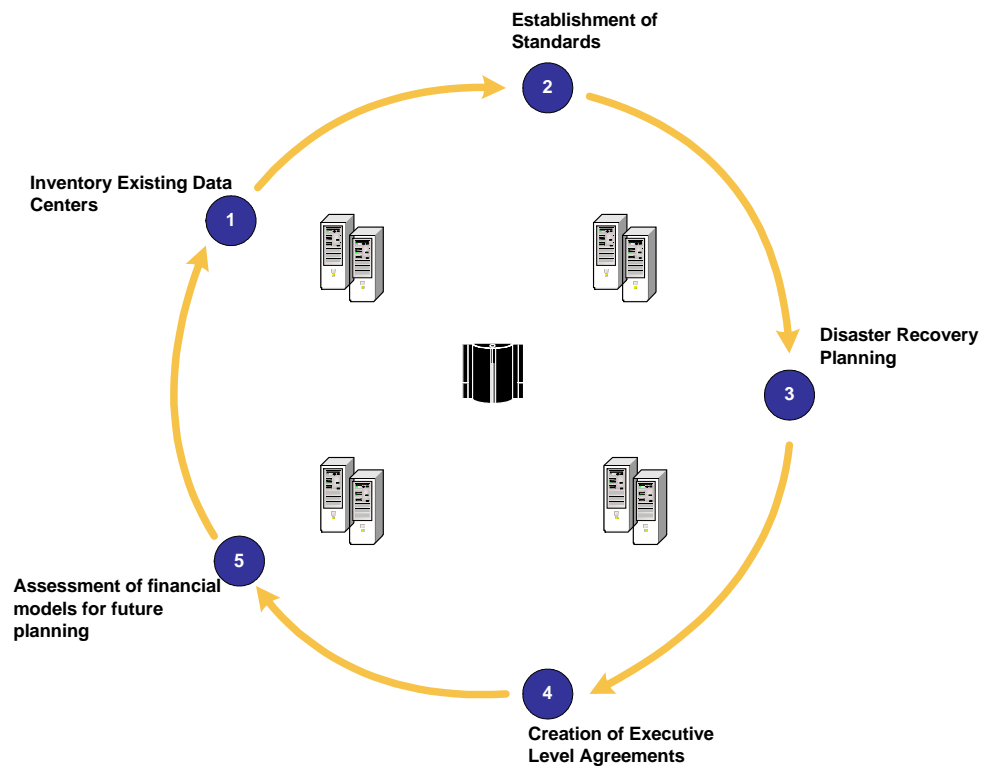 Establishment of
Standards
2
Inventory Existing Data
Centers
1
Disaster Recovery
Planning
3
5
Assessment of financial
models for future
planning
4
Creation of Executive
Level Agreements